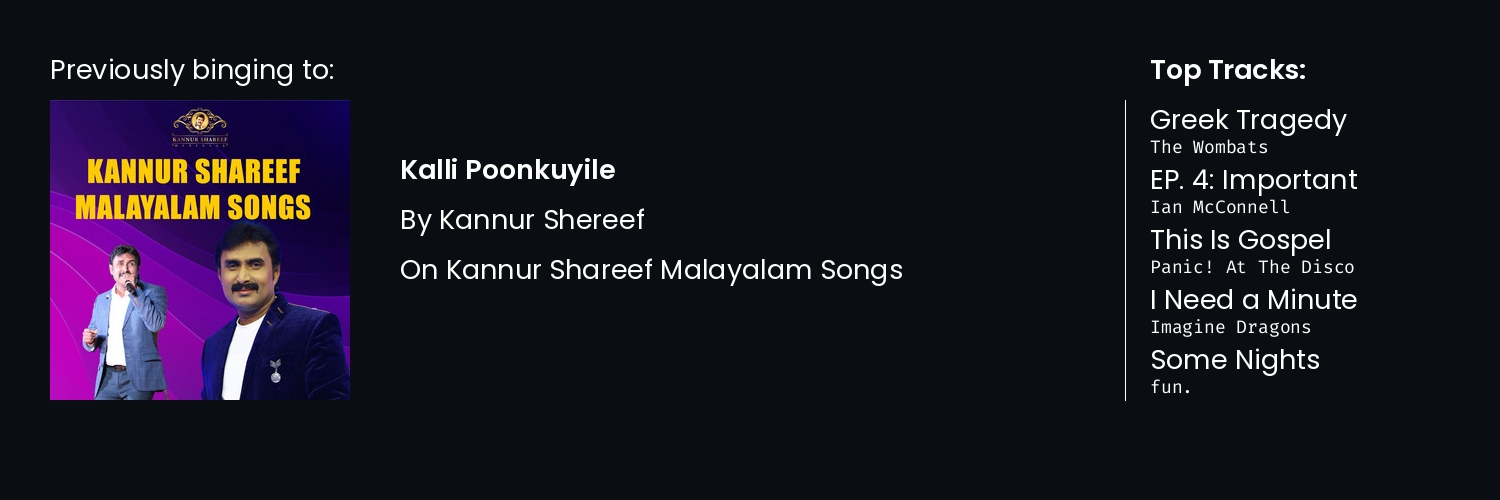 Previously binging to:
KANNUR SHAREEF
KANNUR SHAREEF
MALAYALAM SONGS
Kalli Poonkuyile
By Kannur Shereef
On Kannur Shareef Malayalam Songs
Top Tracks:
Greek Tragedy
The Wombats
EP. 4: Important
Ian McConnell
This Is Gospel
Panic! At The Disco
I Need a Minute
Imagine Dragons
Some Nights
fun.